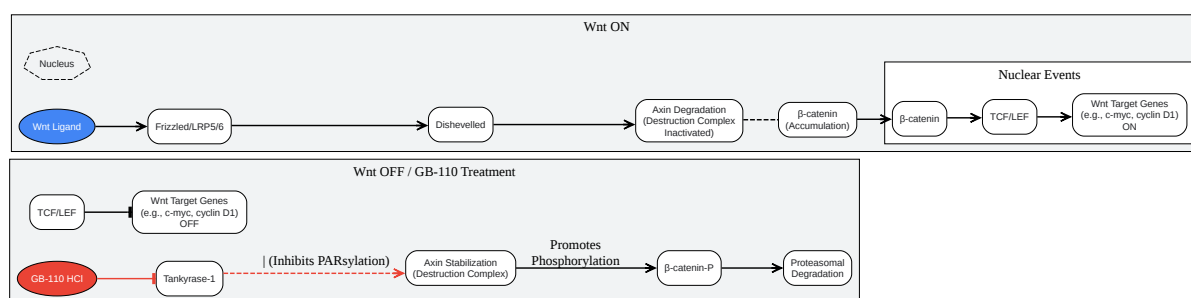 Wnt ON
Nucleus
Nuclear Events
Wnt Ligand
Frizzled/LRP5/6
Dishevelled
Axin Degradation
(Destruction Complex
Inactivated)
β-catenin
(Accumulation)
β-catenin
TCF/LEF
Wnt Target Genes
(e.g., c-myc, cyclin D1)
ON
Wnt OFF / GB-110 Treatment
TCF/LEF
Wnt Target Genes
(e.g., c-myc, cyclin D1)
OFF
GB-110 HCl
Tankyrase-1
| (Inhibits PARsylation)
Axin Stabilization
(Destruction Complex)
Promotes
Phosphorylation
β-catenin-P
Proteasomal
Degradation